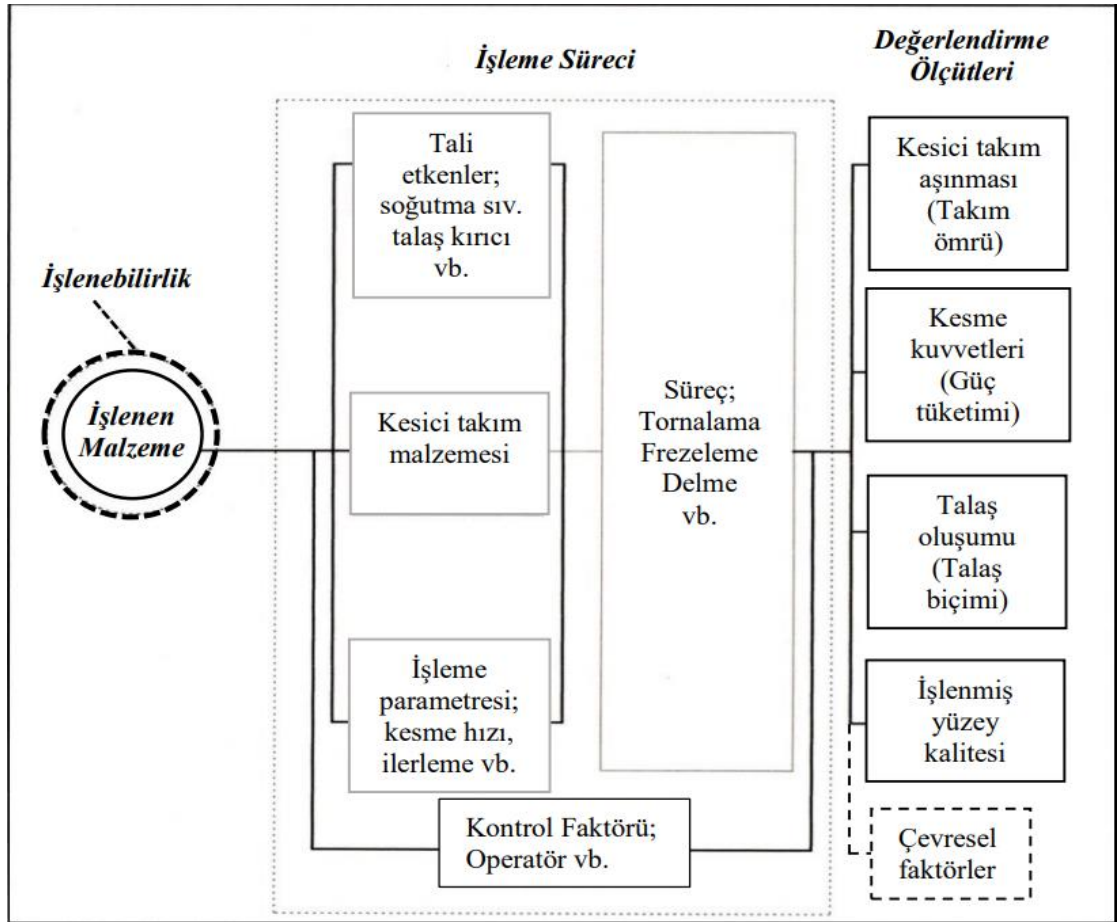 İşleme Süreci
Değerlendirme
Ölçütleri
İşlenebilirlik
İşlenen
Malzeme
Tali
etkenler;
soğutma sıv.
talaş kırıcı
vb.
Kesici takım
malzemesi
İşleme
parametresi;
kesme hızı,
ilerleme vb.
Süreç;
Tornalama
Frezeleme
Delme
vb.
Kontrol Faktörü;
Operatör vb.
Kesici takım
aşınması
(Takım
ömrü)
Kesme
kuvvetleri
(Güç
tüketimi)
Talaş
oluşumu
(Talaş
biçimi)
İşlenmiş
yüzey
kalitesi
Çevresel
faktörler